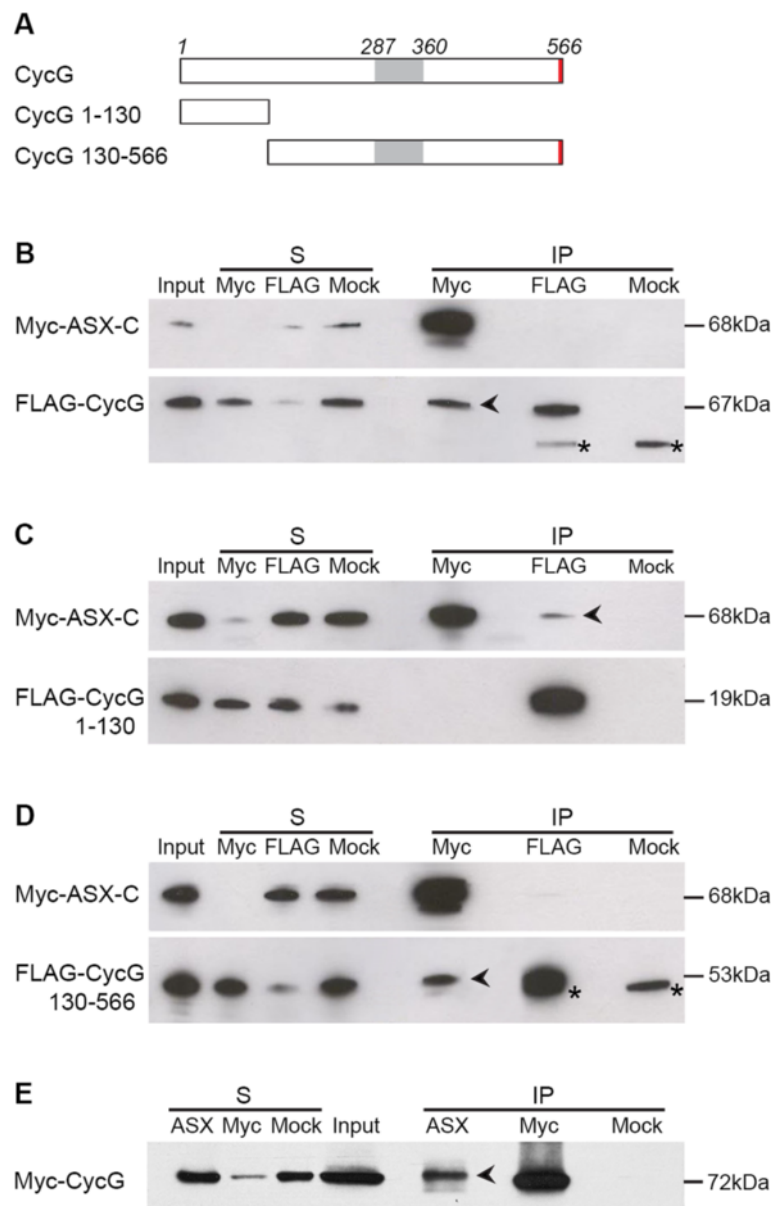 A
1 287 360 566
CycG
CycG 1-130
CycG 130-566
B
S IP
Input Myc FLAG Mock Myc FLAG Mock
Myc-ASX-C 68kDa
FLAG-CycG 67kDa
* *
C
S IP
Input Myc FLAG Mock Myc FLAG Mock
Myc-ASX-C 68kDa
FLAG-CycG 19kDa
1-130
D
S IP
Input Myc FLAG Mock Myc FLAG Mock
Myc-ASX-C 68kDa
FLAG-CycG 53kDa
130-566 * *
E
S IP
ASX Myc Mock Input ASX Myc Mock
Myc-CycG 72kDa